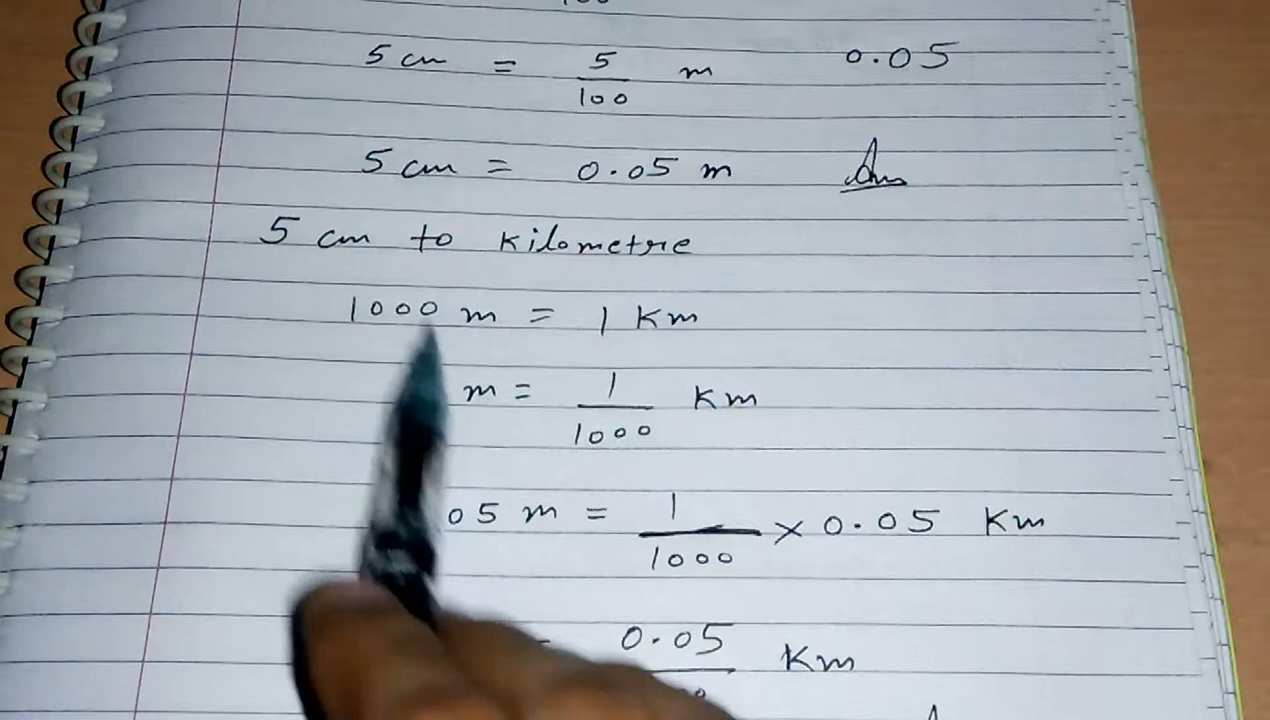 5 cm = 5/100 m 0.05
5 cm = 0.05 m Ans
5 cm to Kilometre
1000 m = 1 Km
m = 1/1000 Km
05 m = 1/1000 × 0.05 Km
= 0.05 Km